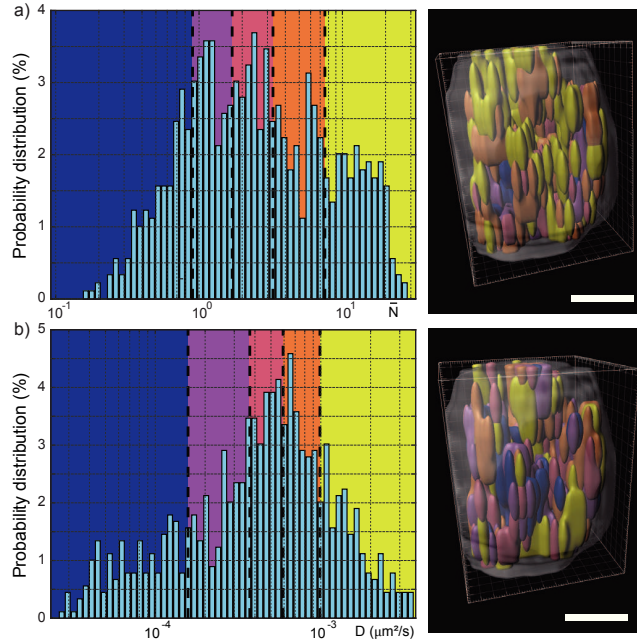 a)
Probability distribution (%)
4
3
2
1
0
10⁻¹
10⁰
10¹
N̄
b)
Probability distribution (%)
5
4
3
2
1
0
10⁻⁴
10⁻³
D (μm²/s)